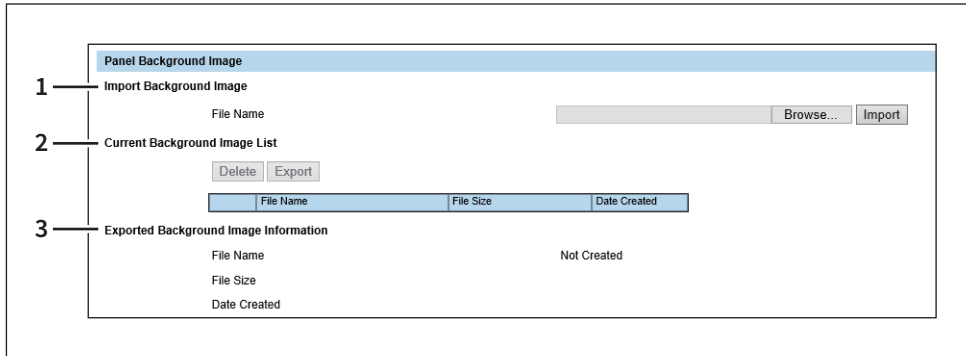 Panel Background Image
1 Import Background Image
File Name Browse... Import
2 Current Background Image List
Delete Export
File Name File Size Date Created
3 Exported Background Image Information
File Name Not Created
File Size
Date Created